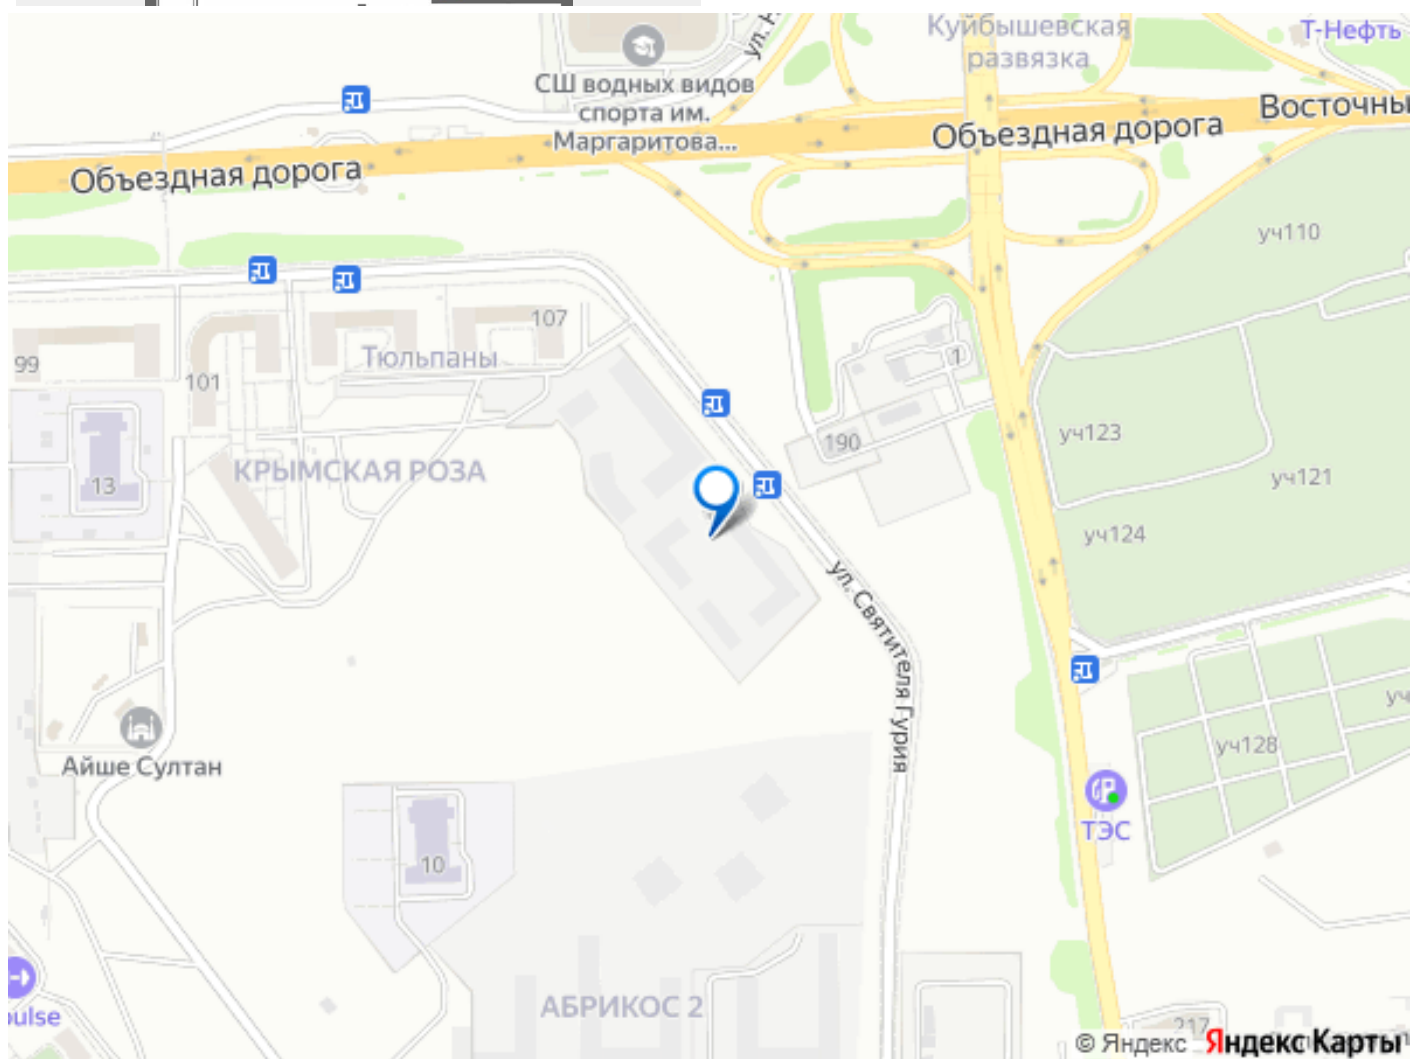 Куйбышевская
развязка
Т-Нефть
СШ водных видов
спорта им.
Маргаритова...
Объездная дорога
Объездная дорога
уч110
99
101
107
Тюльпаны
1
190
уч123
уч121
уч124
13
КРЫМСКАЯ РОЗА
ул. Святителя Гурия
Айше Султан
10
уч128
ТЭС
АБРИКОС 2
217
© Яндекс
Яндекс Карты